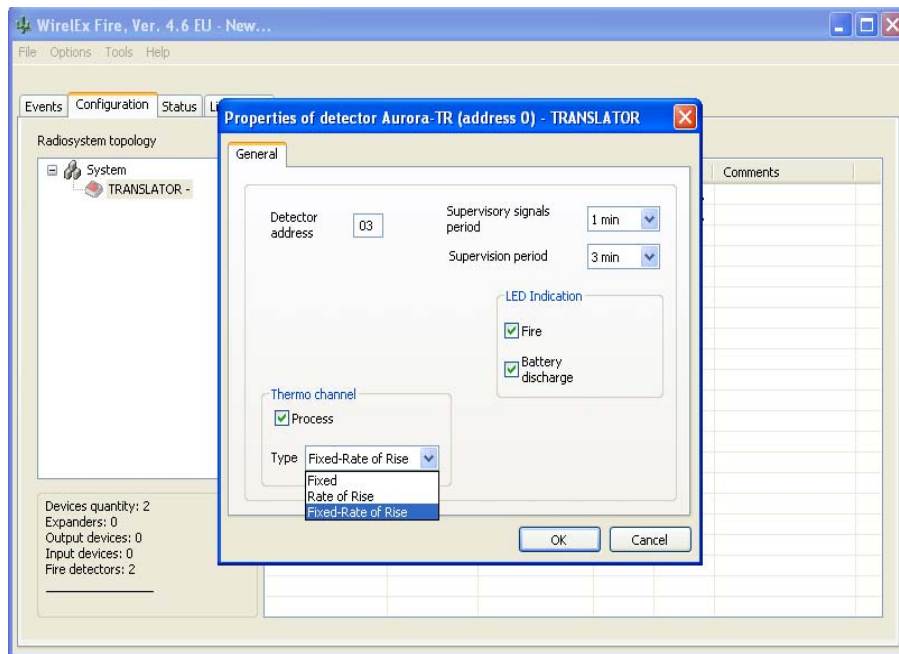 WirelEx Fire, Ver. 4.6 EU - New...
File Options Tools Help
Events Configuration Status Li
Radiosystem topology
System
TRANSLATOR -
Comments
Properties of detector Aurora-TR (address 0) - TRANSLATOR
General
Detector address 03
Supervisory signals period 1 min
Supervision period 3 min
LED Indication
Fire
Battery discharge
Thermo channel
Process
Type Fixed-Rate of Rise
Fixed
Rate of Rise
Fixed-Rate of Rise
OK Cancel
Devices quantity: 2
Expanders: 0
Output devices: 0
Input devices: 0
Fire detectors: 2